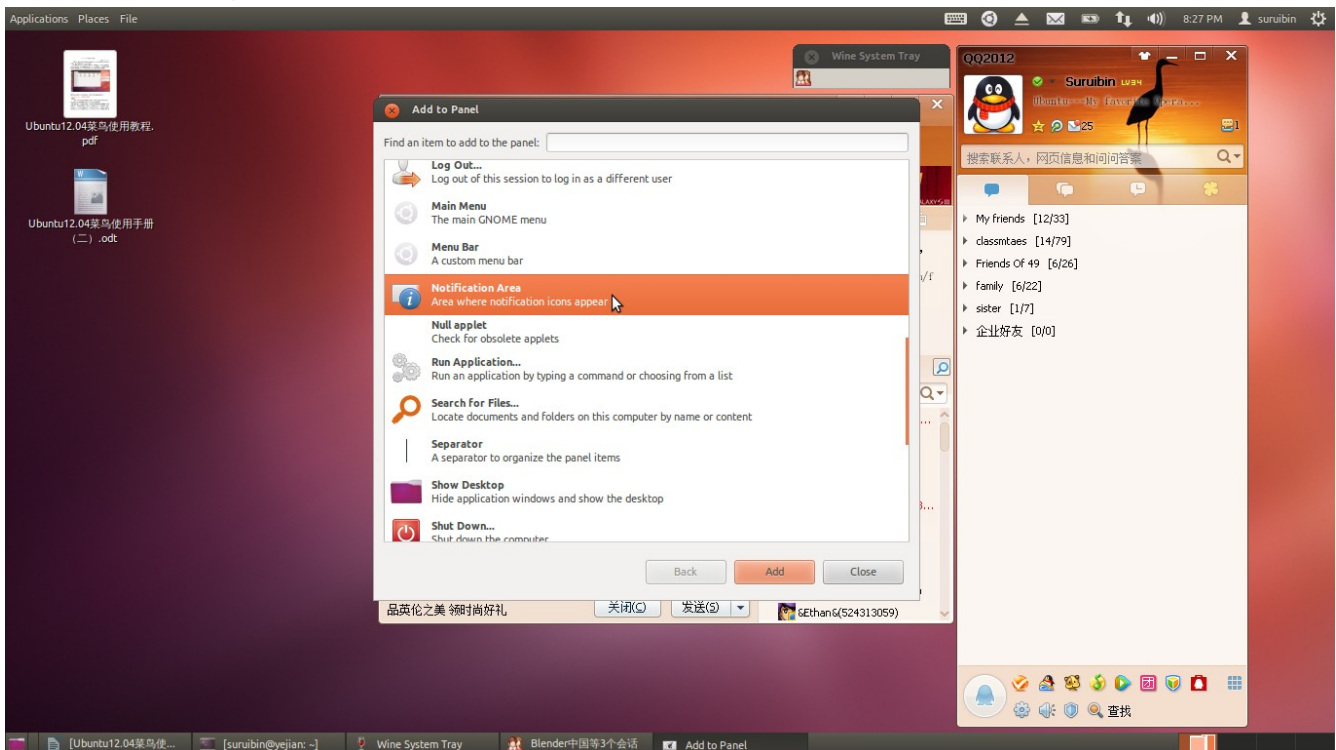 Applications Places File
8:27 PM suruibin
Ubuntu12.04菜鸟使用教程.
pdf
Ubuntu12.04菜鸟使用手册
（二）.odt
Wine System Tray
Add to Panel
Find an item to add to the panel:
Log Out...
Log out of this session to log in as a different user
Main Menu
The main GNOME menu
Menu Bar
A custom menu bar
Notification Area
Area where notification icons appear
Null applet
Check for obsolete applets
Run Application...
Run an application by typing a command or choosing from a list
Search for Files...
Locate documents and folders on this computer by name or content
Separator
A separator to organize the panel items
Show Desktop
Hide application windows and show the desktop
Shut Down...
Shut down the computer
Back Add Close
品英伦之美 领时尚好礼
关闭(C) 发送(S)
&Ethan&(524313059)
QQ2012
Suruibin LV34
Ubuntu---My favorite
25
1
搜索联系人，网页信息和问问答案
My friends [12/33]
classmtaes [14/79]
Friends Of 49 [6/26]
family [6/22]
sister [1/7]
企业好友 [0/0]
团
查找
[Ubuntu12.04菜鸟使... [suruibin@yejian: ~] Wine System Tray Blender中国等3个会话 Add to Panel